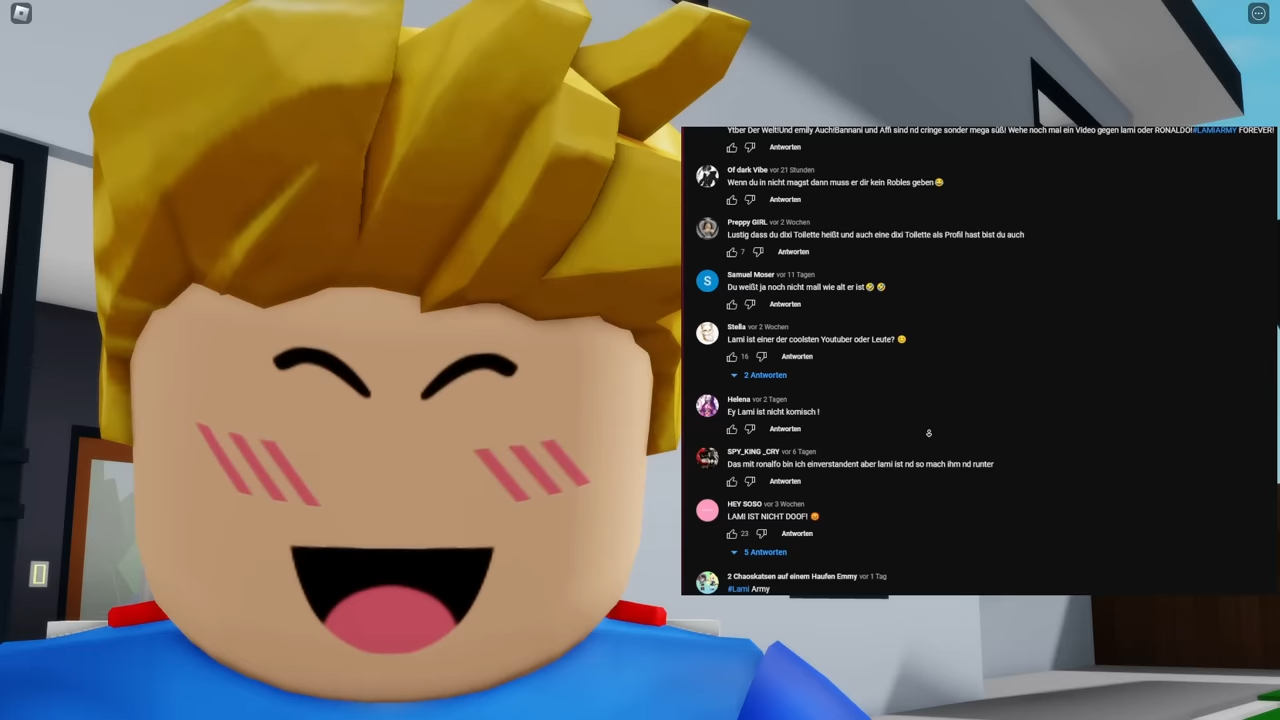 Ytber Der Welt!Und emily Auch!Bannani und Affi sind nd cringe sonder mega süß! Wehe noch mal ein Video gegen lami oder RONALDO!#LAMIARMY FOREVER!
Antworten
Of dark Vibe vor 21 Stunden
Wenn du in nicht magst dann muss er dir kein Robles geben😂
Antworten
Preppy GIRL vor 2 Wochen
Lustig dass du dixi Toilette heißt und auch eine dixi Toilette als Profil hast bist du auch
7 Antworten
S
Samuel Moser vor 11 Tagen
Du weißt ja noch nicht mall wie alt er ist🤣 🤣
Antworten
Stella vor 2 Wochen
Lami ist einer der coolsten Youtuber oder Leute? 😊
16 Antworten
2 Antworten
Helena vor 2 Tagen
Ey Lami ist nicht komisch !
Antworten
SPY_KING _CRY vor 6 Tagen
Das mit ronalfo bin ich einverstandent aber lami ist nd so mach ihm nd runter
Antworten
HEY SOSO vor 3 Wochen
LAMI IST NICHT DOOF! 😡
23 Antworten
5 Antworten
2 Chaoskatsen auf einem Haufen Emmy vor 1 Tag
#Lami Army